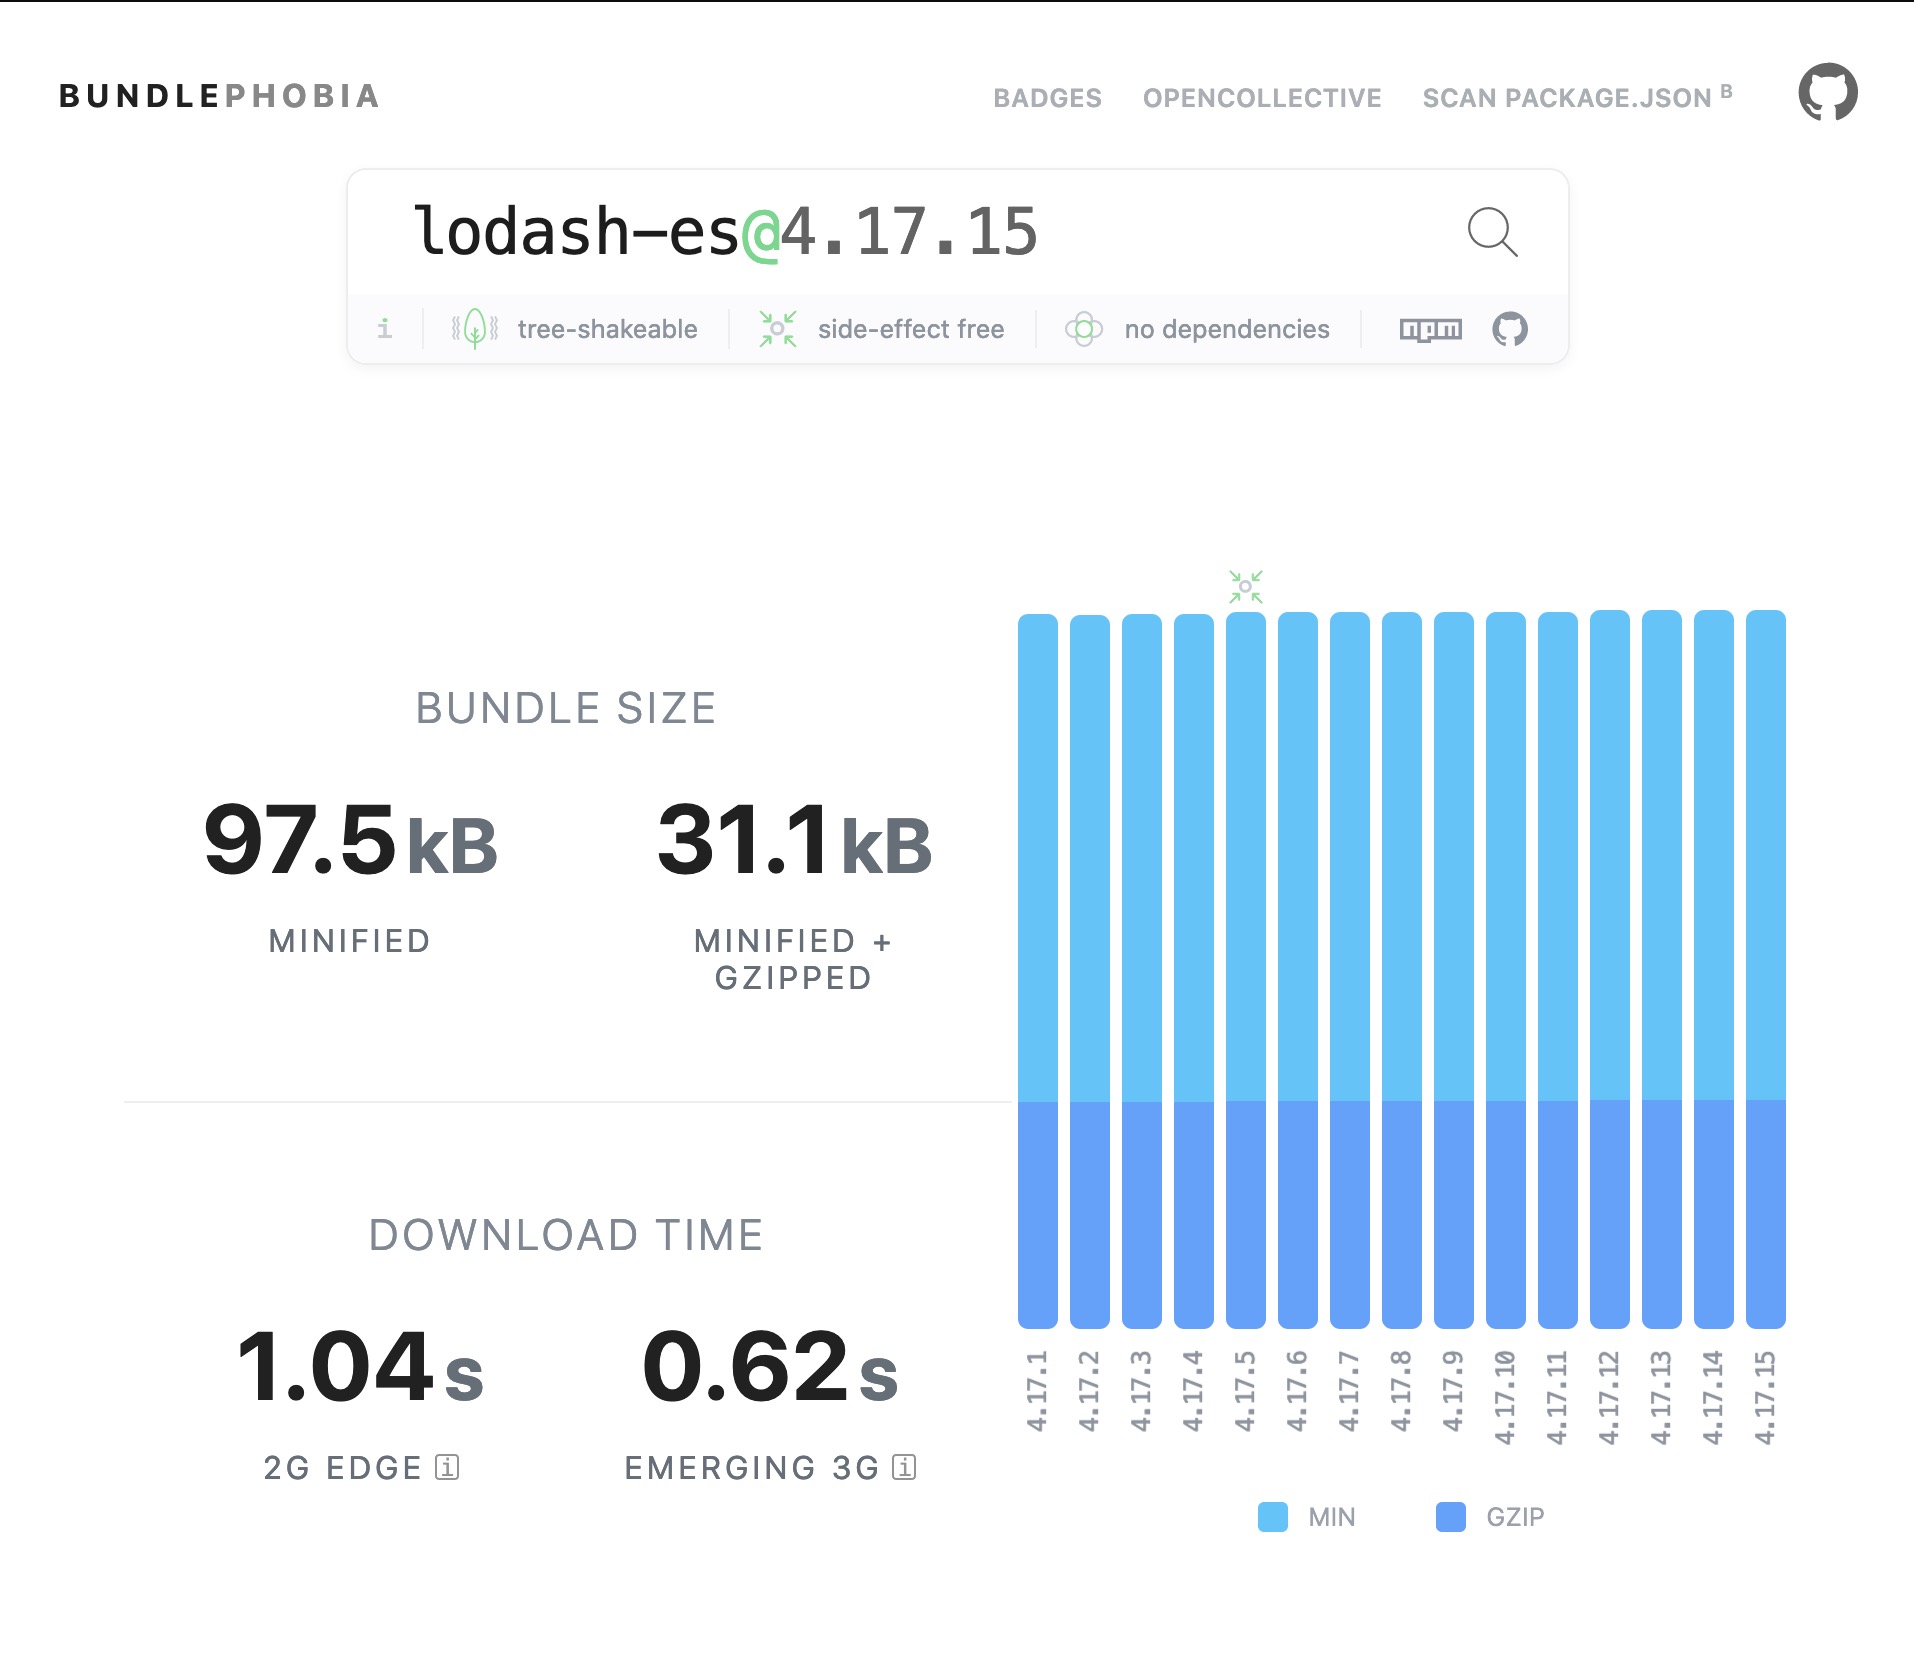 BUNDLEPHOBIA
BADGES OPENCOLLECTIVE SCAN PACKAGE.JSON B
lodash-es@4.17.15
i tree-shakeable side-effect free no dependencies npm
BUNDLE SIZE
97.5 kB 31.1 kB
MINIFIED MINIFIED +
GZIPPED
DOWNLOAD TIME
1.04 s 0.62 s
2G EDGE i EMERGING 3G i
4.17.1 4.17.2 4.17.3 4.17.4 4.17.5 4.17.6 4.17.7 4.17.8 4.17.9 4.17.10 4.17.11 4.17.12 4.17.13 4.17.14 4.17.15
MIN GZIP